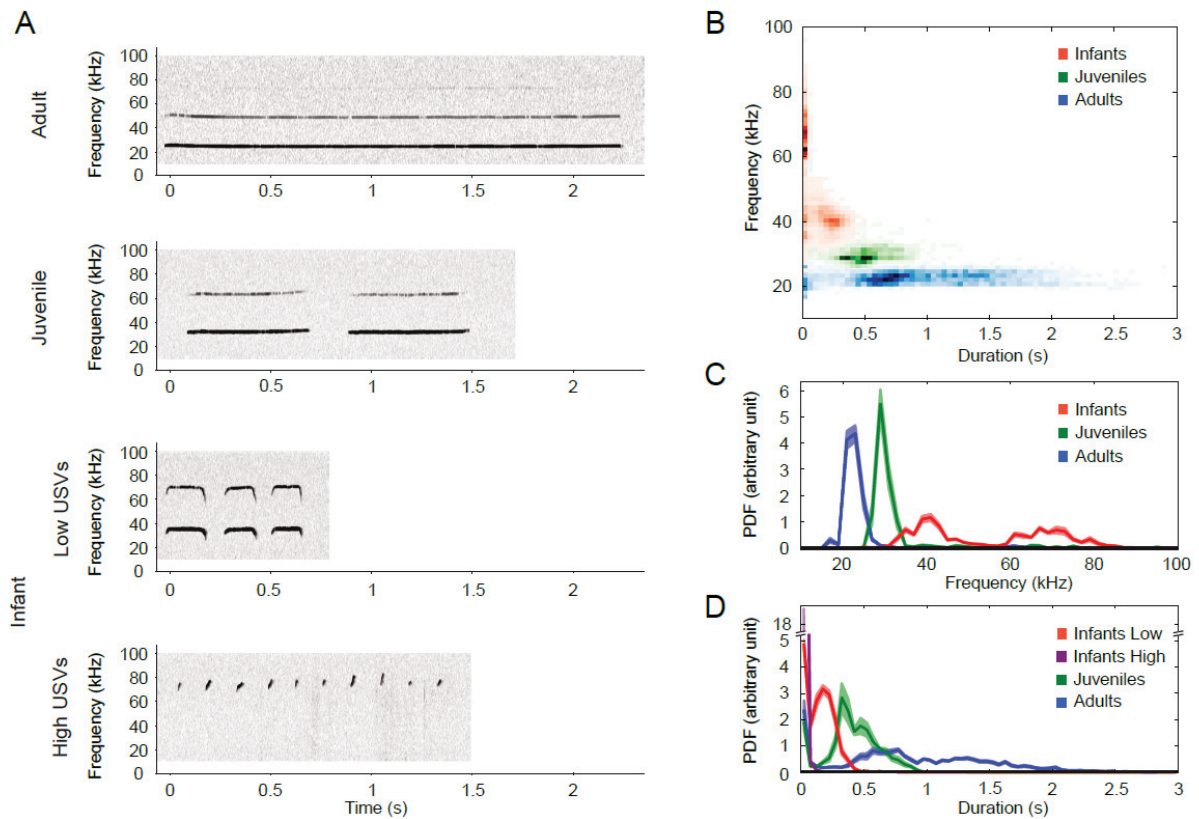 A
Adult
Frequency (kHz)
100
80
60
40
20
0
0 0.5 1 1.5 2
Juvenile
Frequency (kHz)
100
80
60
40
20
0
0 0.5 1 1.5 2
Infant
Low USVs
Frequency (kHz)
100
80
60
40
20
0
0 0.5 1 1.5 2
High USVs
Frequency (kHz)
100
80
60
40
20
0
0 0.5 1 1.5 2
Time (s)
B
Frequency (kHz)
100
80
60
40
20
Infants
Juveniles
Adults
0 0.5 1 1.5 2 2.5 3
Duration (s)
C
PDF (arbitrary unit)
6
5
4
3
2
1
0
Infants
Juveniles
Adults
20 40 60 80 100
Frequency (kHz)
D
PDF (arbitrary unit)
18
5
4
3
2
1
0
Infants Low
Infants High
Juveniles
Adults
0 0.5 1 1.5 2 2.5 3
Duration (s)